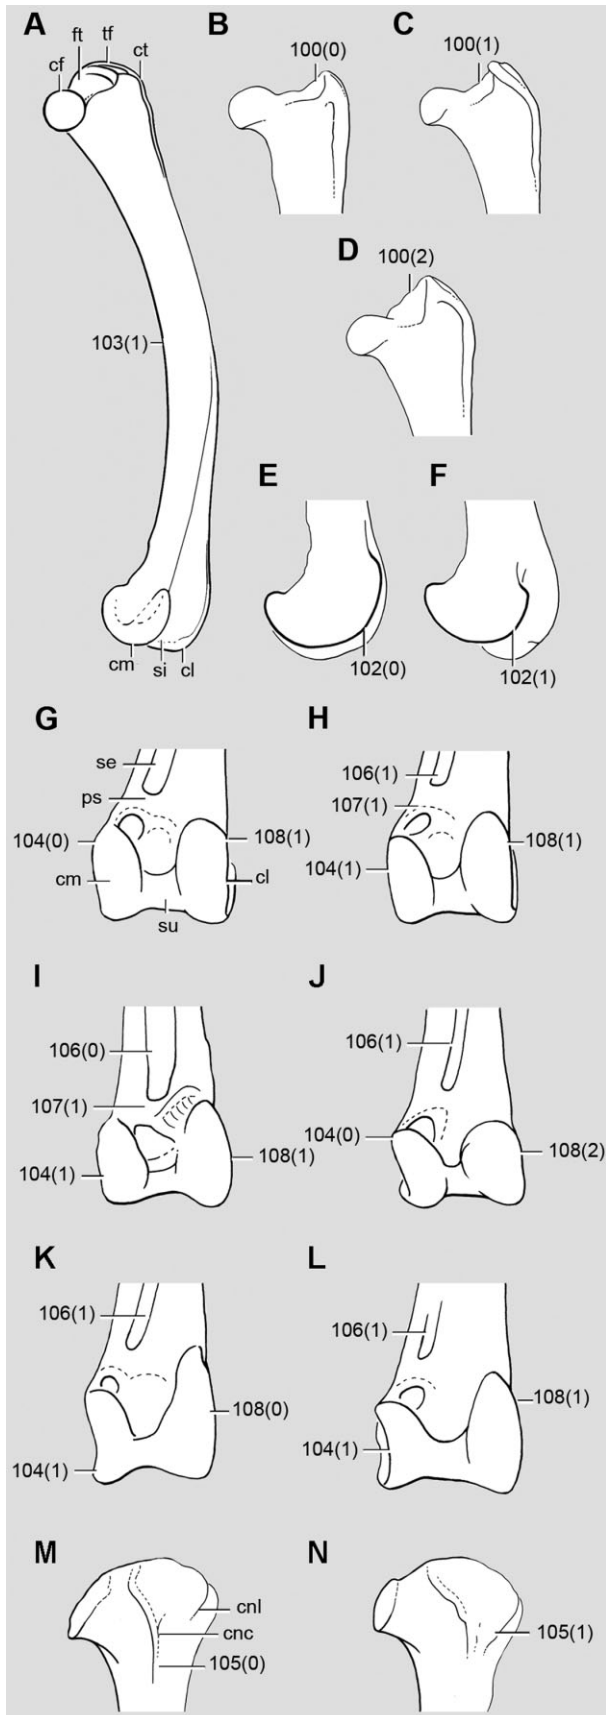 A
tf
ft
ct
cf
103(1)
cm
si
cl
B
100(0)
C
100(1)
D
100(2)
E
102(0)
F
102(1)
G
se
ps
104(0)
108(1)
cm
cl
su
H
106(1)
107(1)
108(1)
104(1)
I
106(0)
107(1)
108(1)
104(1)
J
106(1)
104(0)
108(2)
K
106(1)
108(0)
104(1)
L
106(1)
108(1)
104(1)
M
cnl
cnc
105(0)
N
105(1)